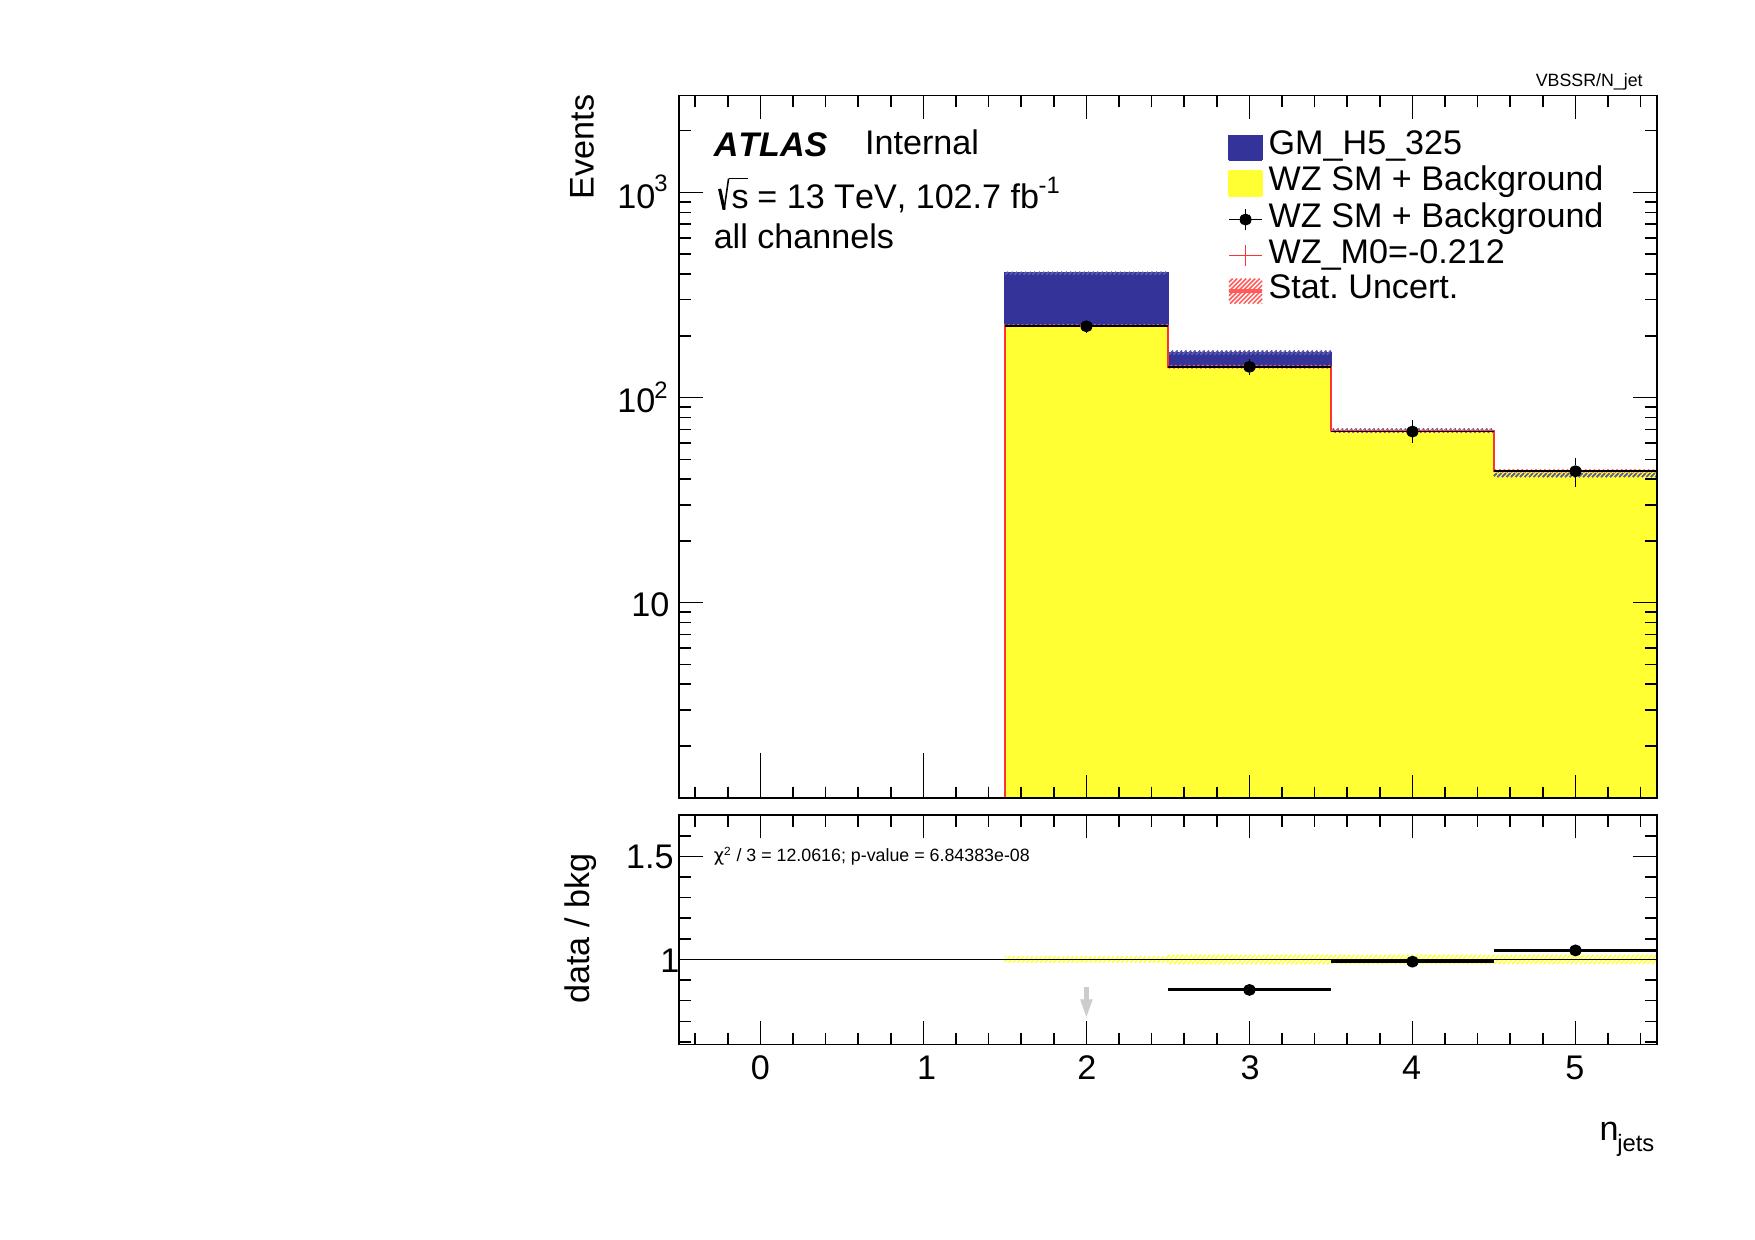 VBSSR/N_jet
Events
ATLAS Internal
√s = 13 TeV, 102.7 fb⁻¹
all channels
GM_H5_325
WZ SM + Background
WZ SM + Background
WZ_M0=-0.212
Stat. Uncert.
10³
10²
10
data / bkg
1.5
1
χ² / 3 = 12.0616; p-value = 6.84383e-08
0 1 2 3 4 5
n_jets